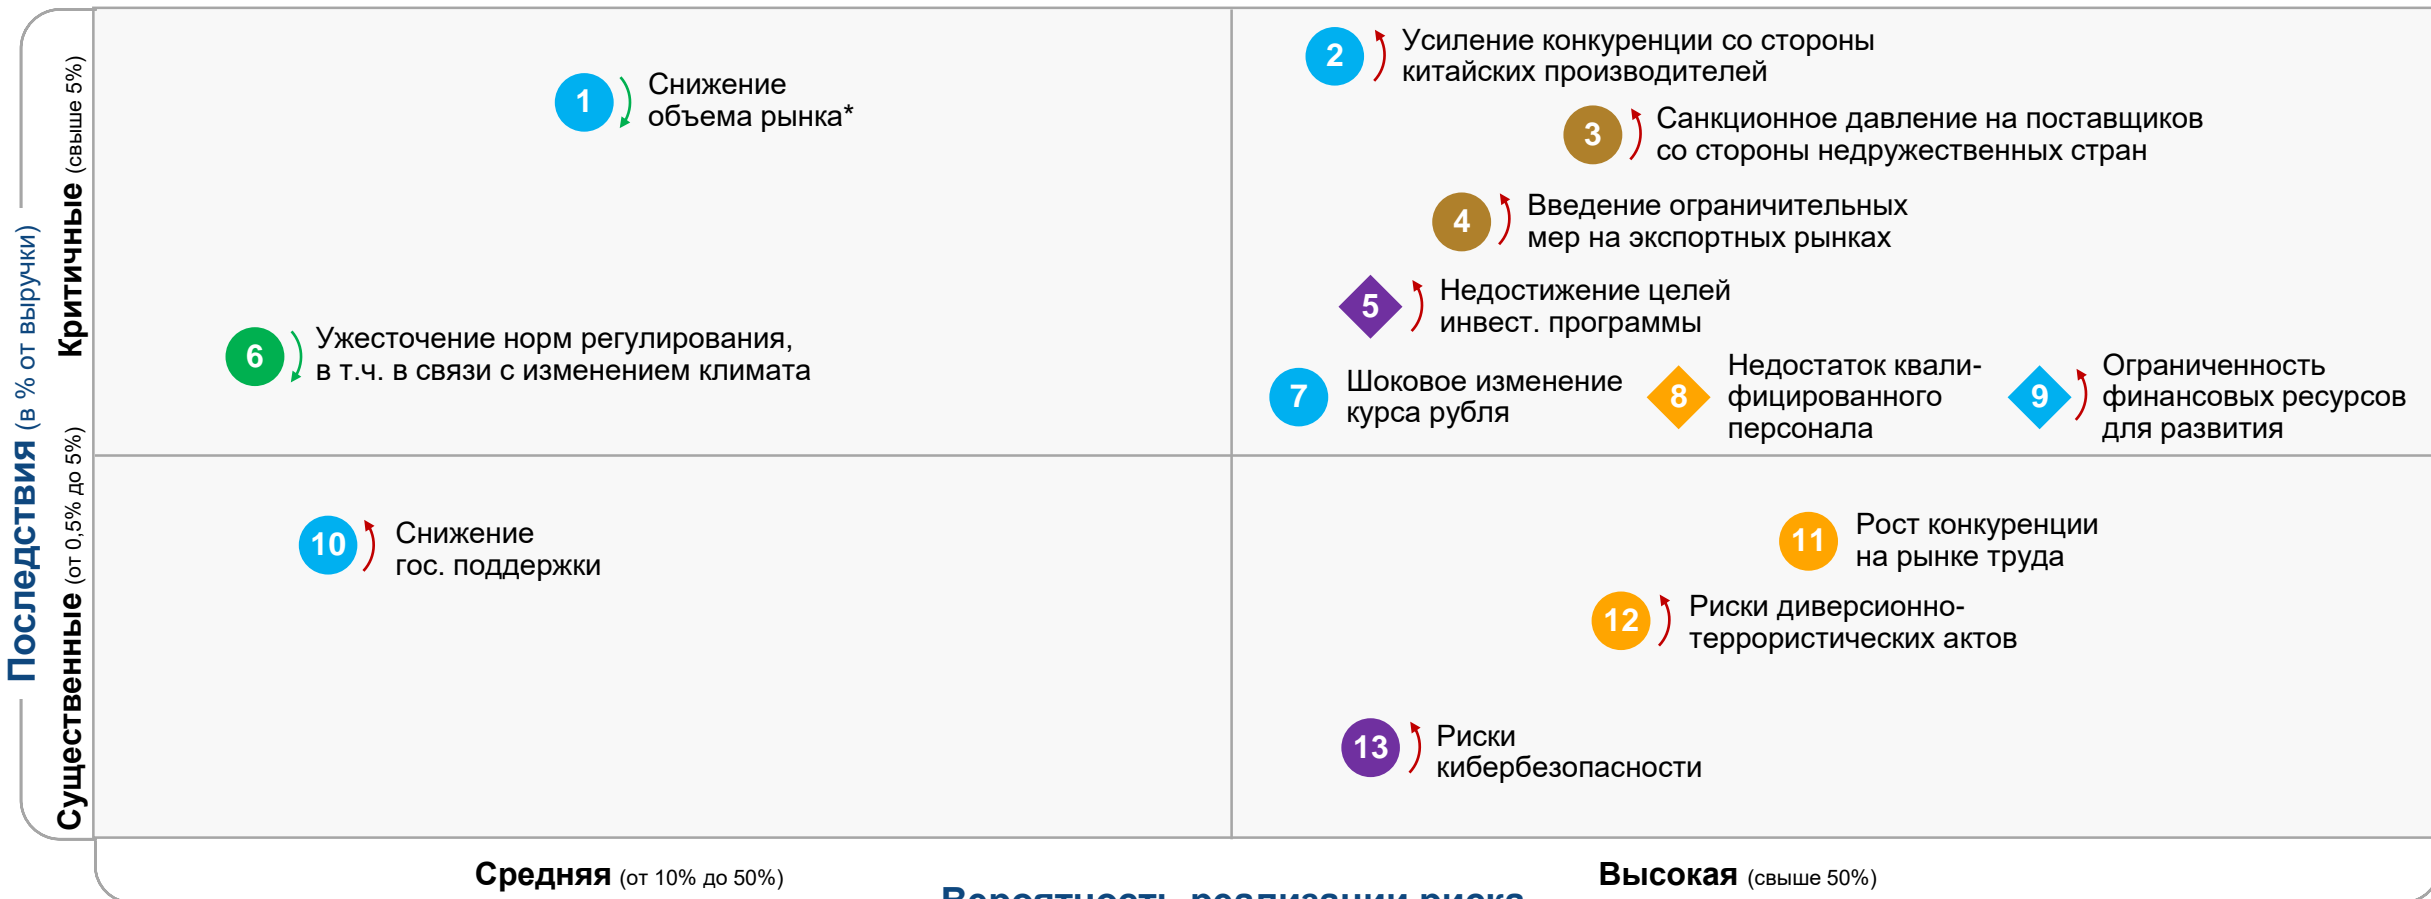 Последствия (в % от выручки)
Критичные (свыше 5%)
Существенные (от 0,5% до 5%)
1
Снижение
объема рынка*
2
Усиление конкуренции со стороны
китайских производителей
3
Санкционное давление на поставщиков
со стороны недружественных стран
4
Введение ограничительных
мер на экспортных рынках
5
Недостижение целей
инвест. программы
6
Ужесточение норм регулирования,
в т.ч. в связи с изменением климата
7
Шоковое изменение
курса рубля
8
Недостаток квали-
фицированного
персонала
9
Ограниченность
финансовых ресурсов
для развития
10
Снижение
гос. поддержки
11
Рост конкуренции
на рынке труда
12
Риски диверсионно-
террористических актов
13
Риски
кибербезопасности
Средняя (от 10% до 50%)
Высокая (свыше 50%)
Вероятность реализации риска